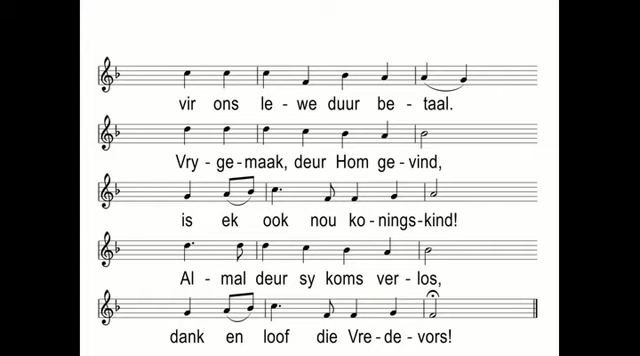 vir ons le - we duur be - taal.
Vry - ge - maak, deur Hom ge - vind,
is ek ook nou ko - nings - kind!
Al - mal deur sy koms ver - los,
dank en loof die Vre - de - vors!